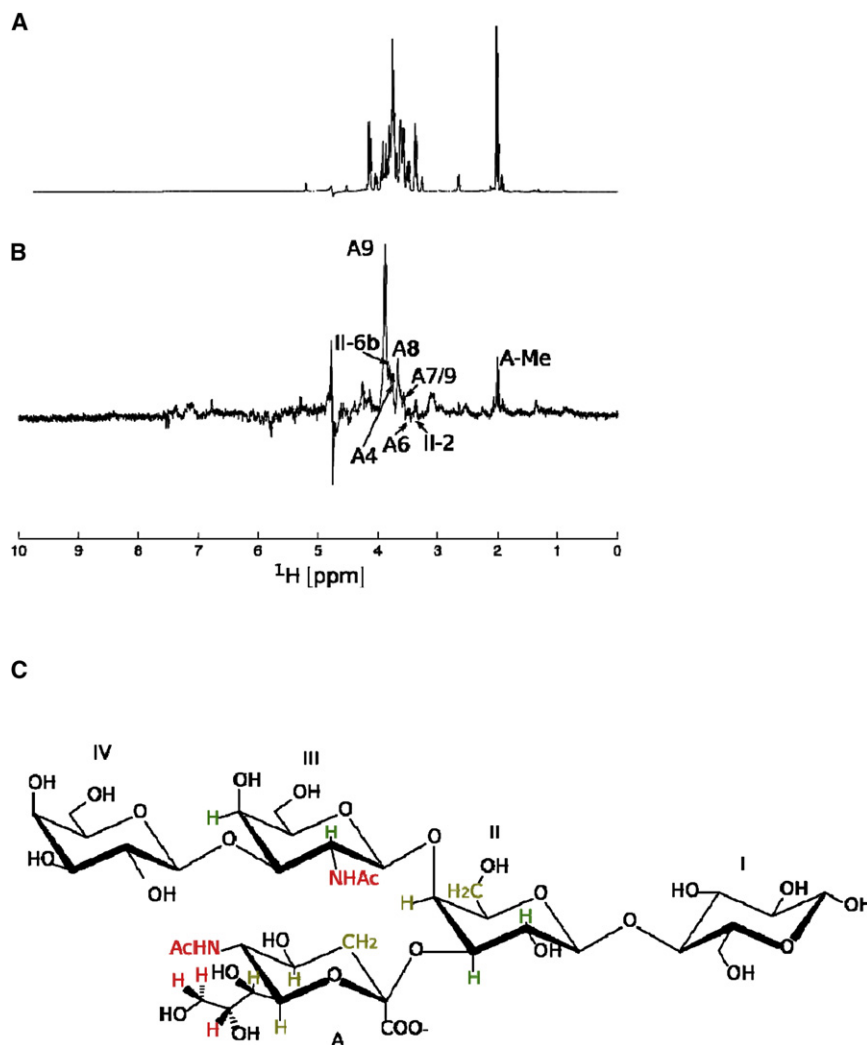 A
B
A9
II-6b
A8
A-Me
A7/9
A4
A6
II-2
10 9 8 7 6 5 4 3 2 1 0
1H [ppm]
C
IV
III
OH
OH
OH
OH
O
H
O
H
O
O
II
OH
I
HO
OH
NHAc
H2C
H
O
H
HO
OH
OH
AcHN
HO
CH2
O
OH
O
O
H
H
HO
H
H
O
H
OH
HO
H
OH
H
COO-
A